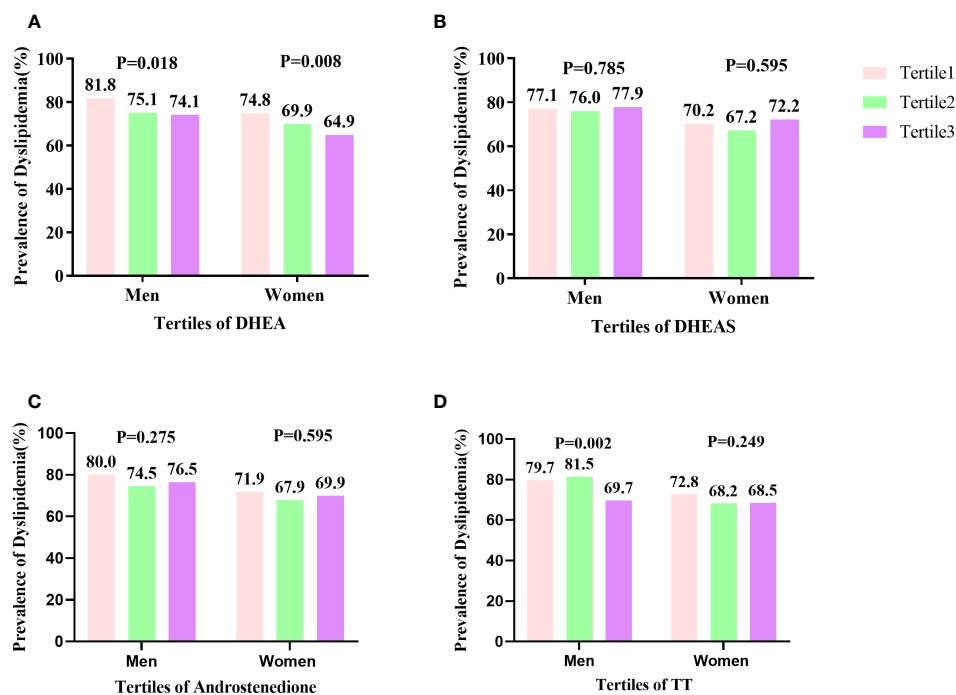 A
Prevalence of Dyslipidemia(%)
100
80
60
40
20
0
P=0.018
P=0.008
81.8
75.1
74.1
74.8
69.9
64.9
Men
Women
Tertiles of DHEA
B
Prevalence of Dyslipidemia(%)
100
80
60
40
20
0
P=0.785
P=0.595
77.1
76.0
77.9
70.2
67.2
72.2
Men
Women
Tertiles of DHEAS
Tertile1
Tertile2
Tertile3
C
Prevalence of Dyslipidemia(%)
100
80
60
40
20
0
P=0.275
P=0.595
80.0
74.5
76.5
71.9
67.9
69.9
Men
Women
Tertiles of Androstenedione
D
Prevalence of Dyslipidemia(%)
100
80
60
40
20
0
P=0.002
P=0.249
79.7
81.5
69.7
72.8
68.2
68.5
Men
Women
Tertiles of TT